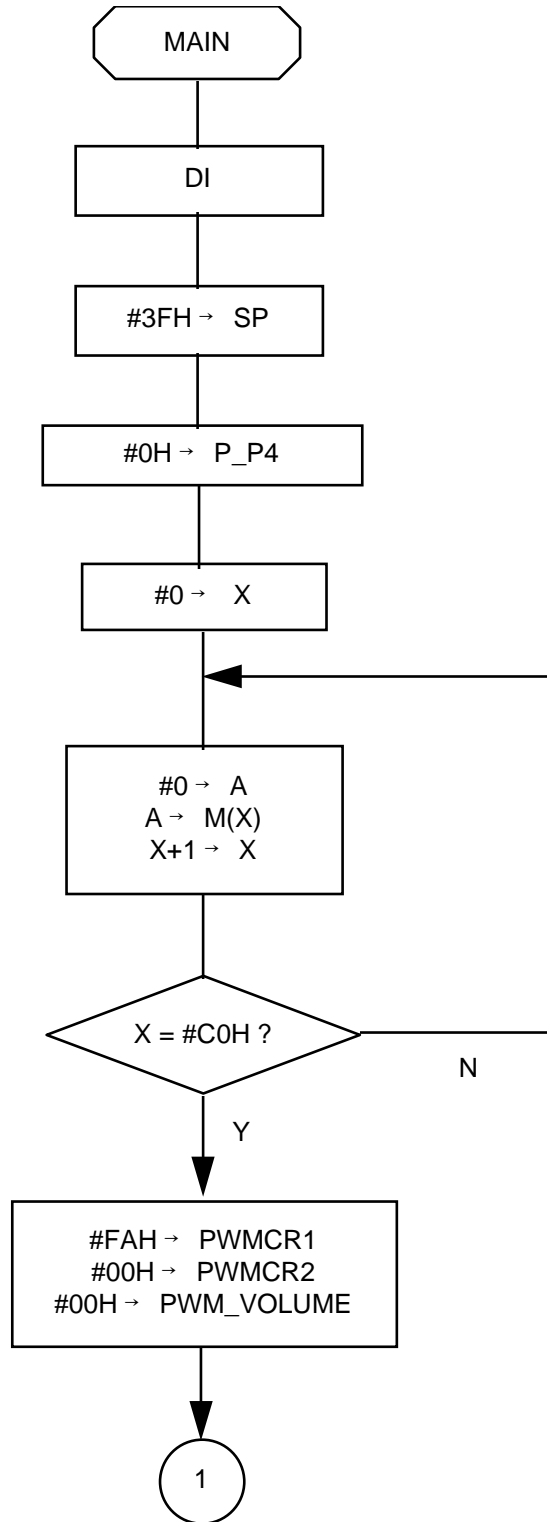 MAIN
DI
#3FH → SP
#0H → P_P4
#0 → X
#0 → A
A → M(X)
X+1 → X
X = #C0H ?
N
Y
#FAH → PWMCR1
#00H → PWMCR2
#00H → PWM_VOLUME
1